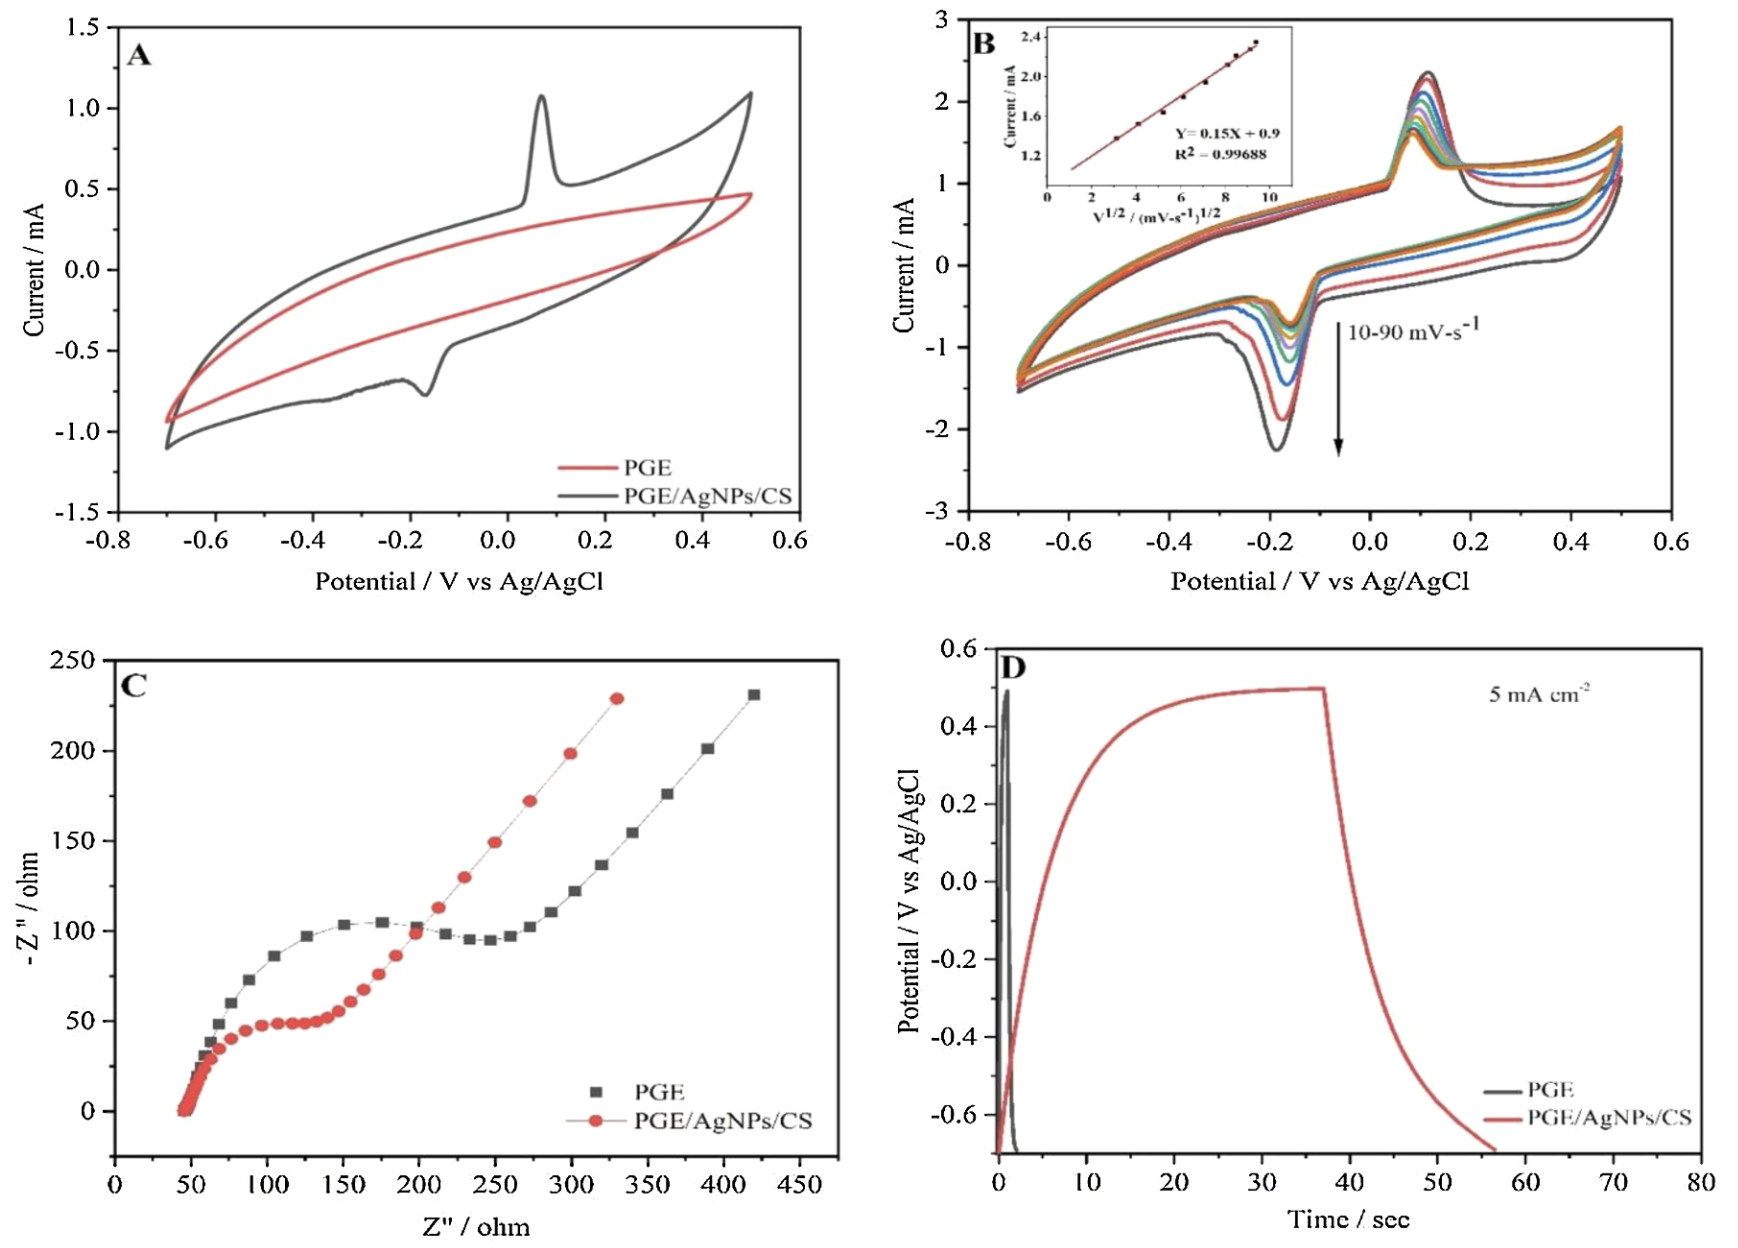 A
1.5
1.0
0.5
0.0
-0.5
-1.0
-1.5
-0.8 -0.6 -0.4 -0.2 0.0 0.2 0.4 0.6
Current / mA
Potential / V vs Ag/AgCl
PGE
PGE/AgNPs/CS
B
3
2
1
0
-1
-2
-3
-0.8 -0.6 -0.4 -0.2 0.0 0.2 0.4 0.6
Current / mA
Potential / V vs Ag/AgCl
10-90 mV-s-1
2.4
2.0
1.6
1.2
0 2 4 6 8 10
Current / mA
V1/2 / (mV-s-1)1/2
Y= 0.15X + 0.9
R2 = 0.99688
C
250
200
150
100
50
0
0 50 100 150 200 250 300 350 400 450
- Z '' / ohm
Z'' / ohm
PGE
PGE/AgNPs/CS
D
0.6
0.4
0.2
0.0
-0.2
-0.4
-0.6
0 10 20 30 40 50 60 70 80
Potential / V vs Ag/AgCl
Time / sec
5 mA cm-2
PGE
PGE/AgNPs/CS